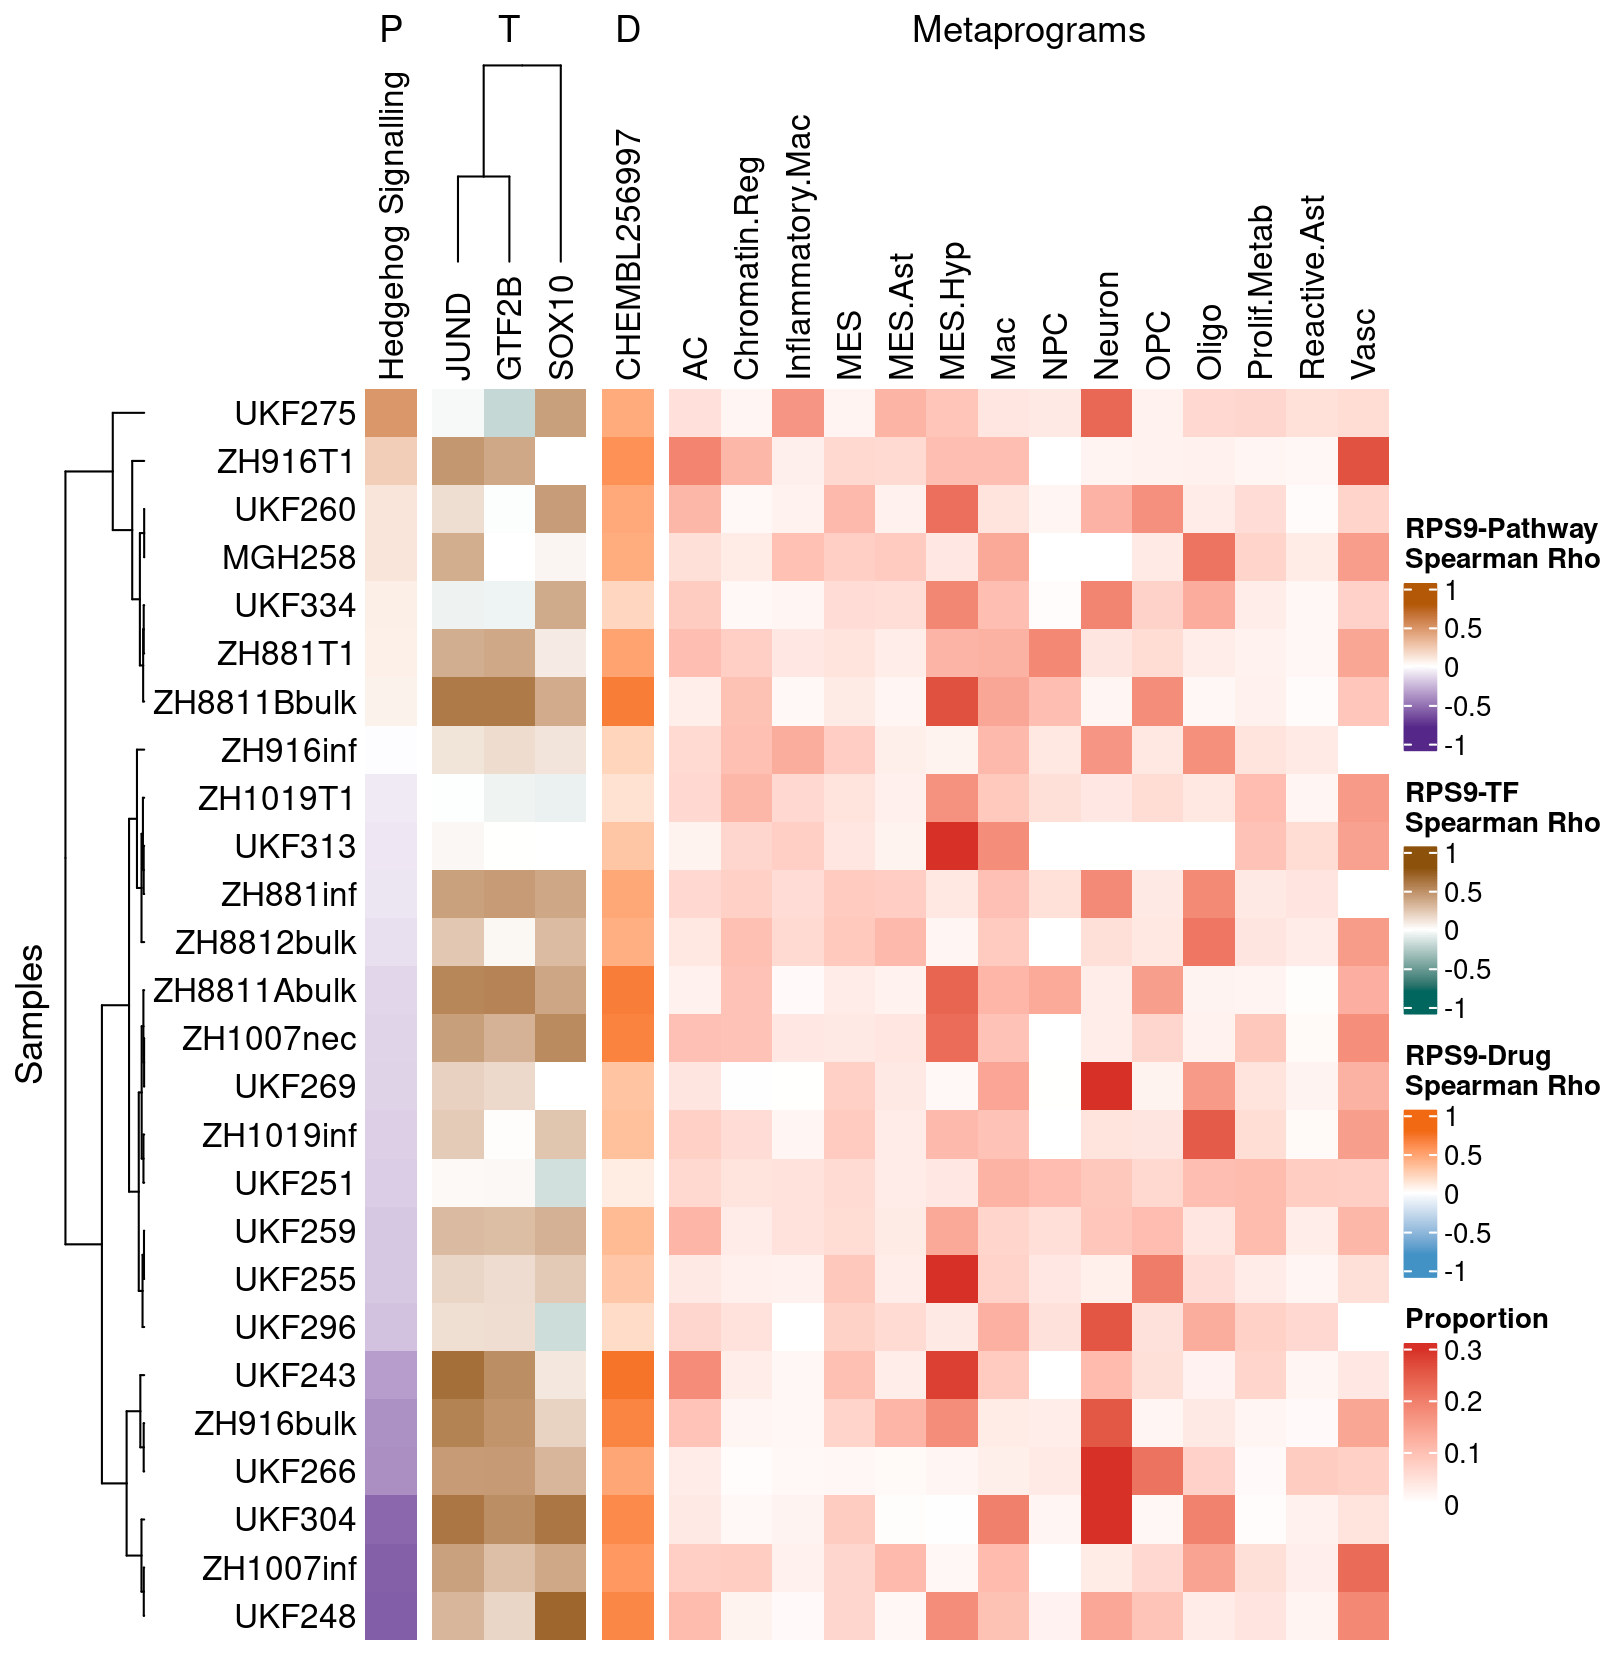 P T D Metaprograms
Hedgehog Signalling
JUND
GTF2B
SOX10
CHEMBL256997
AC
Chromatin.Reg
Inflammatory.Mac
MES
MES.Ast
MES.Hyp
Mac
NPC
Neuron
OPC
Oligo
Prolif.Metab
Reactive.Ast
Vasc
Samples
UKF275
ZH916T1
UKF260
MGH258
UKF334
ZH881T1
ZH8811Bbulk
ZH916inf
ZH1019T1
UKF313
ZH881inf
ZH8812bulk
ZH8811Abulk
ZH1007nec
UKF269
ZH1019inf
UKF251
UKF259
UKF255
UKF296
UKF243
ZH916bulk
UKF266
UKF304
ZH1007inf
UKF248
RPS9-Pathway
Spearman Rho
1
0.5
0
-0.5
-1
RPS9-TF
Spearman Rho
1
0.5
0
-0.5
-1
RPS9-Drug
Spearman Rho
1
0.5
0
-0.5
-1
Proportion
0.3
0.2
0.1
0